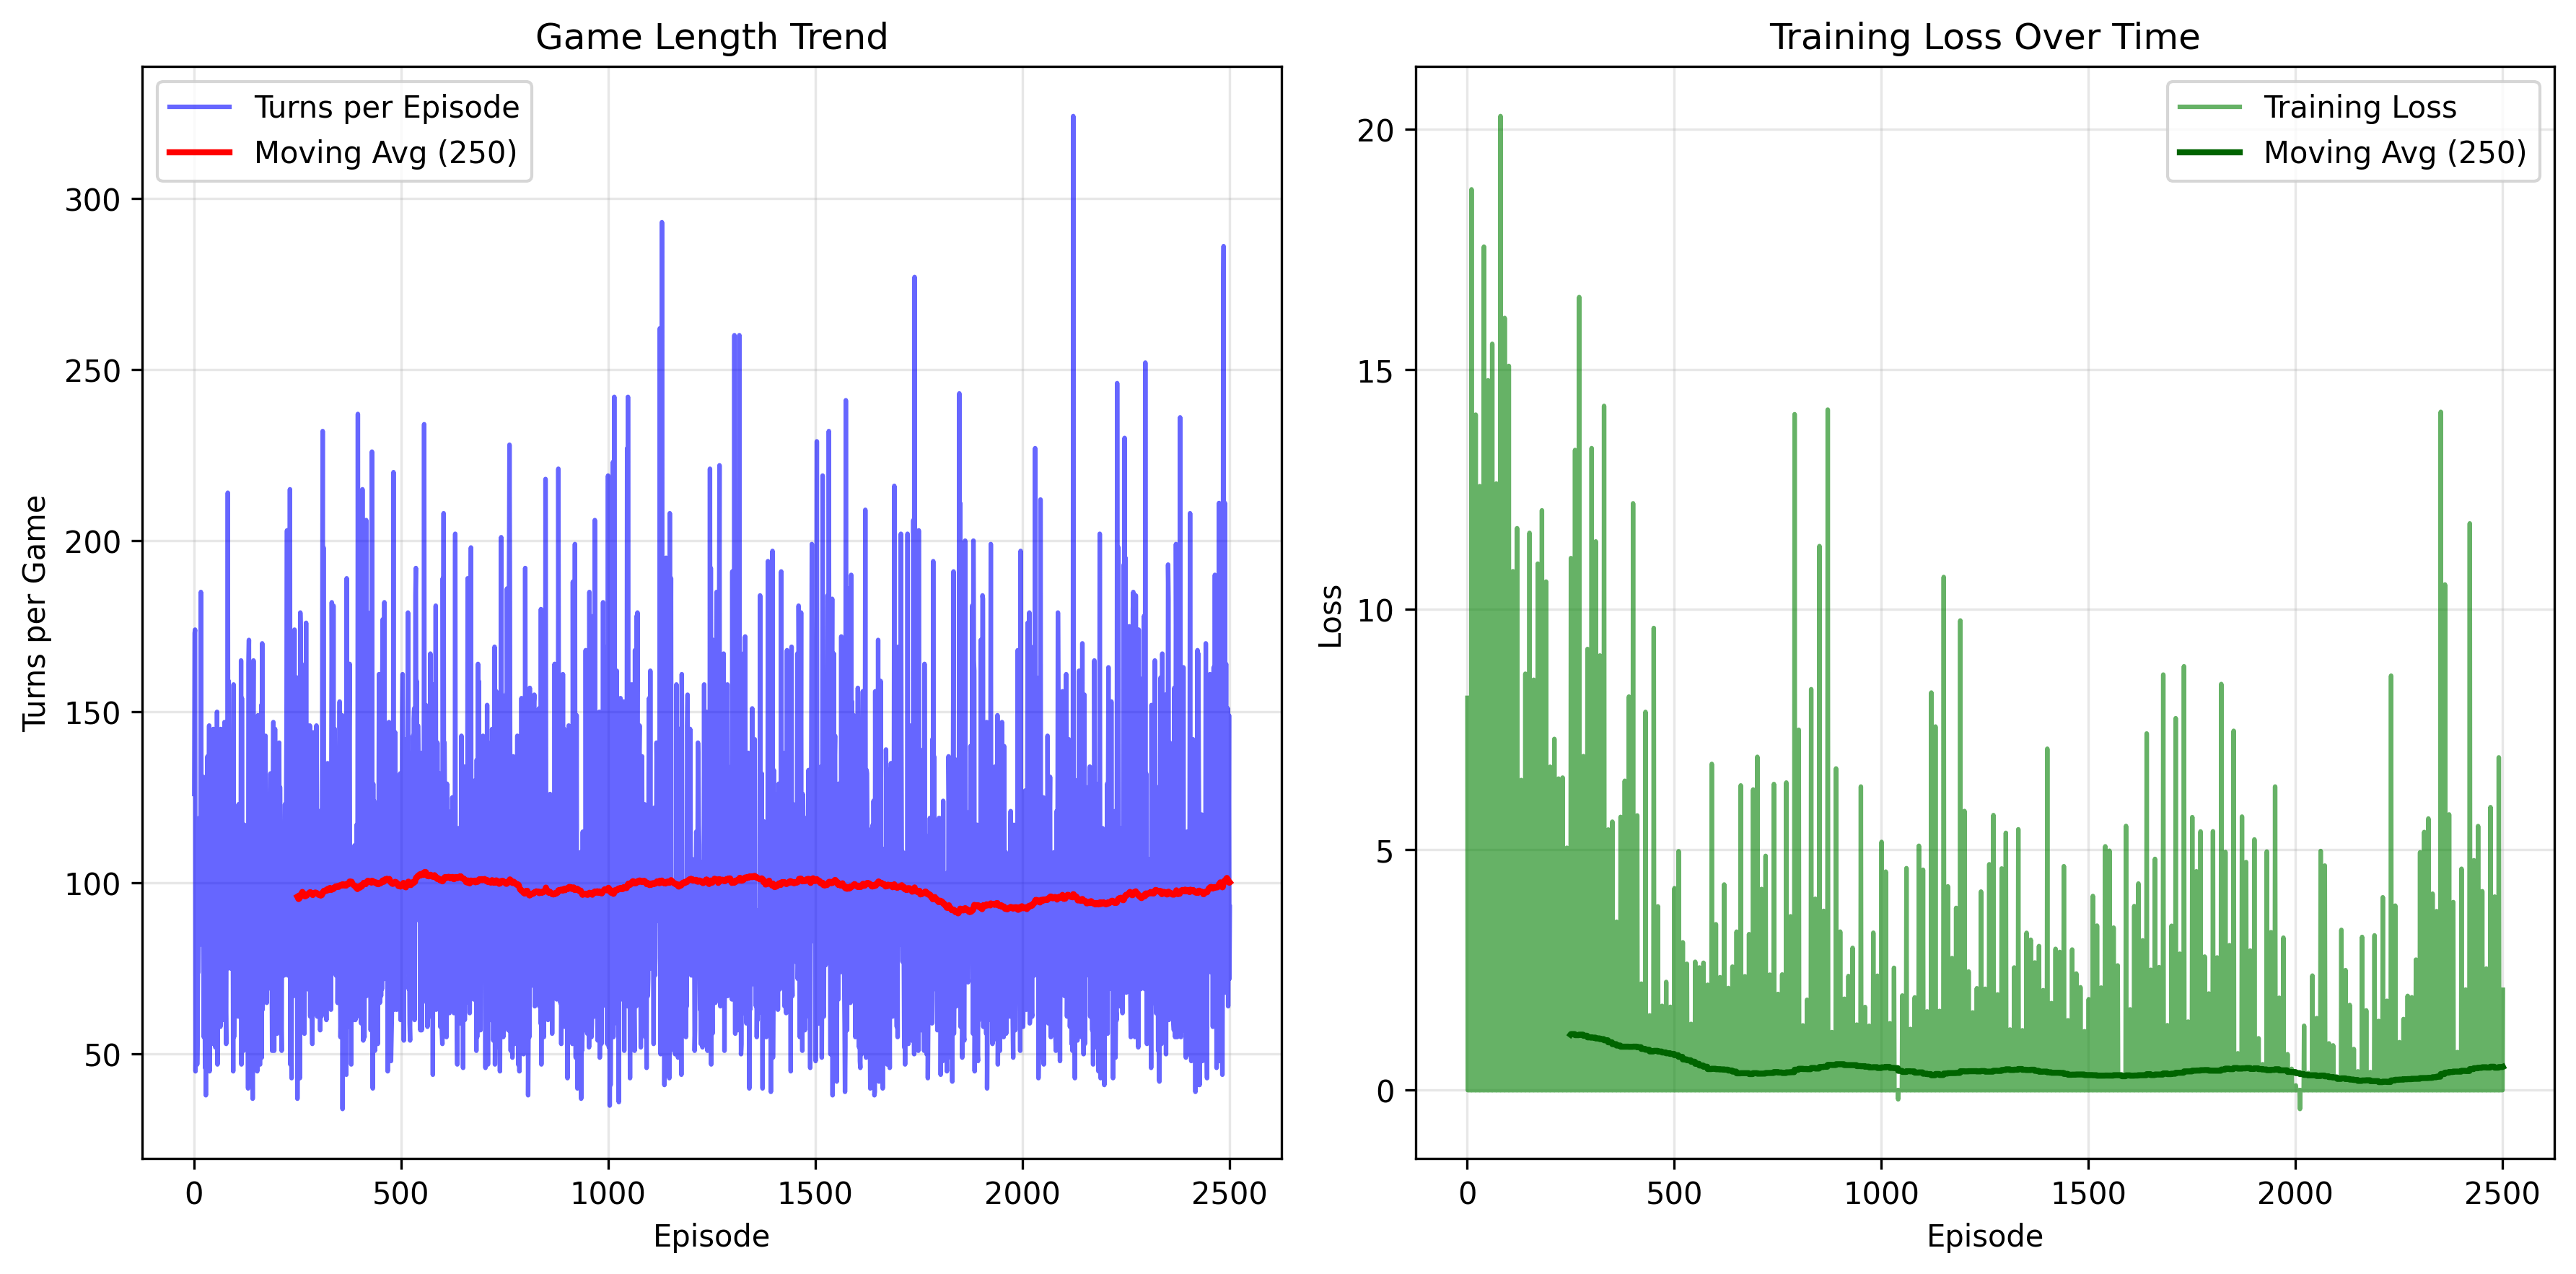 Game Length Trend
Turns per Episode
Moving Avg (250)
300
250
200
150
100
50
Turns per Game
0
500
1000
1500
2000
2500
Episode
Training Loss Over Time
Training Loss
Moving Avg (250)
20
15
10
5
0
Loss
0
500
1000
1500
2000
2500
Episode